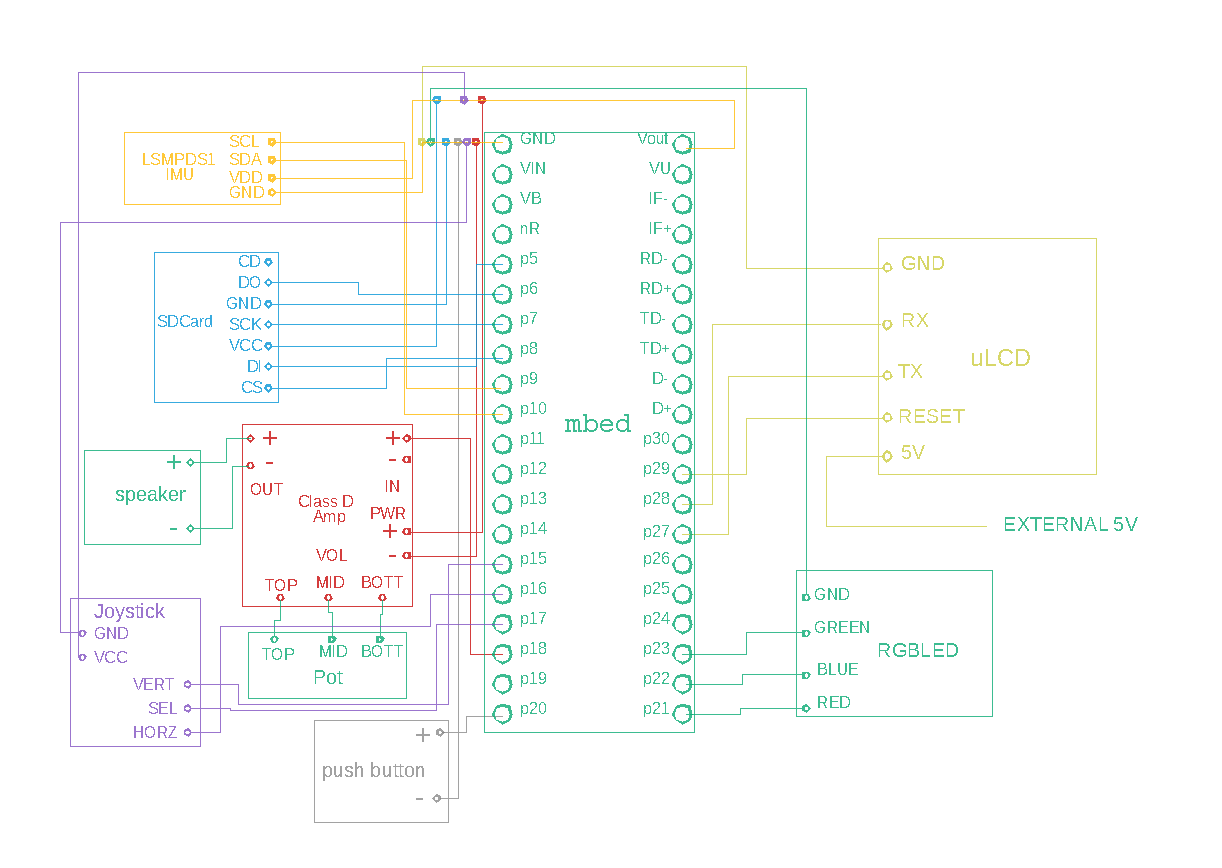 SCL
LSMPDS1 SDA
IMU VDD
GND
CD
DO
GND
SDCard SCK
VCC
DI
CS
+
speaker
-
+ -
OUT
+
-
IN
Class D
Amp
PWR
+
-
VOL
TOP MID BOTT
TOP MID BOTT
Pot
Joystick
GND
VCC
VERT
SEL
HORZ
+
push button
-
GND Vout
VIN VU
VB IF-
nR IF+
p5 RD-
p6 RD+
p7 TD-
p8 TD+
p9 D-
p10 D+
mbed
p11 p30
p12 p29
p13 p28
p14 p27
p15 p26
p16 p25
p17 p24
p18 p23
p19 p22
p20 p21
GND
RX
uLCD
TX
RESET
5V
EXTERNAL 5V
GND
GREEN
RGBLED
BLUE
RED